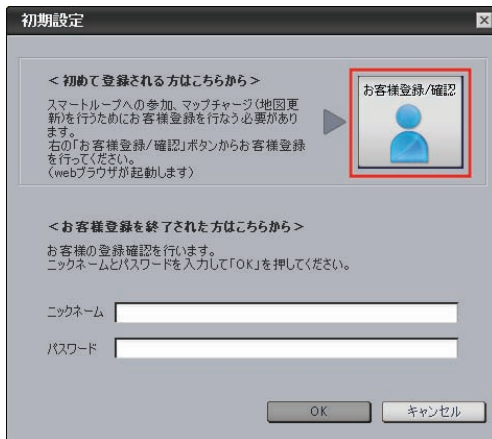 初期設定
＜初めて登録される方はこちらから＞
スマートループへの参加、マップチャージ(地図更
新)を行うためにお客様登録を行なう必要があり
ます。
右の「お客様登録/確認」ボタンからお客様登録
を行ってください。
(webブラウザが起動します)
お客様登録/確認
＜お客様登録を終了された方はこちらから＞
お客様の登録確認を行います。
ニックネームとパスワードを入力して「OK」を押してください。
ニックネーム
パスワード
OK
キャンセル